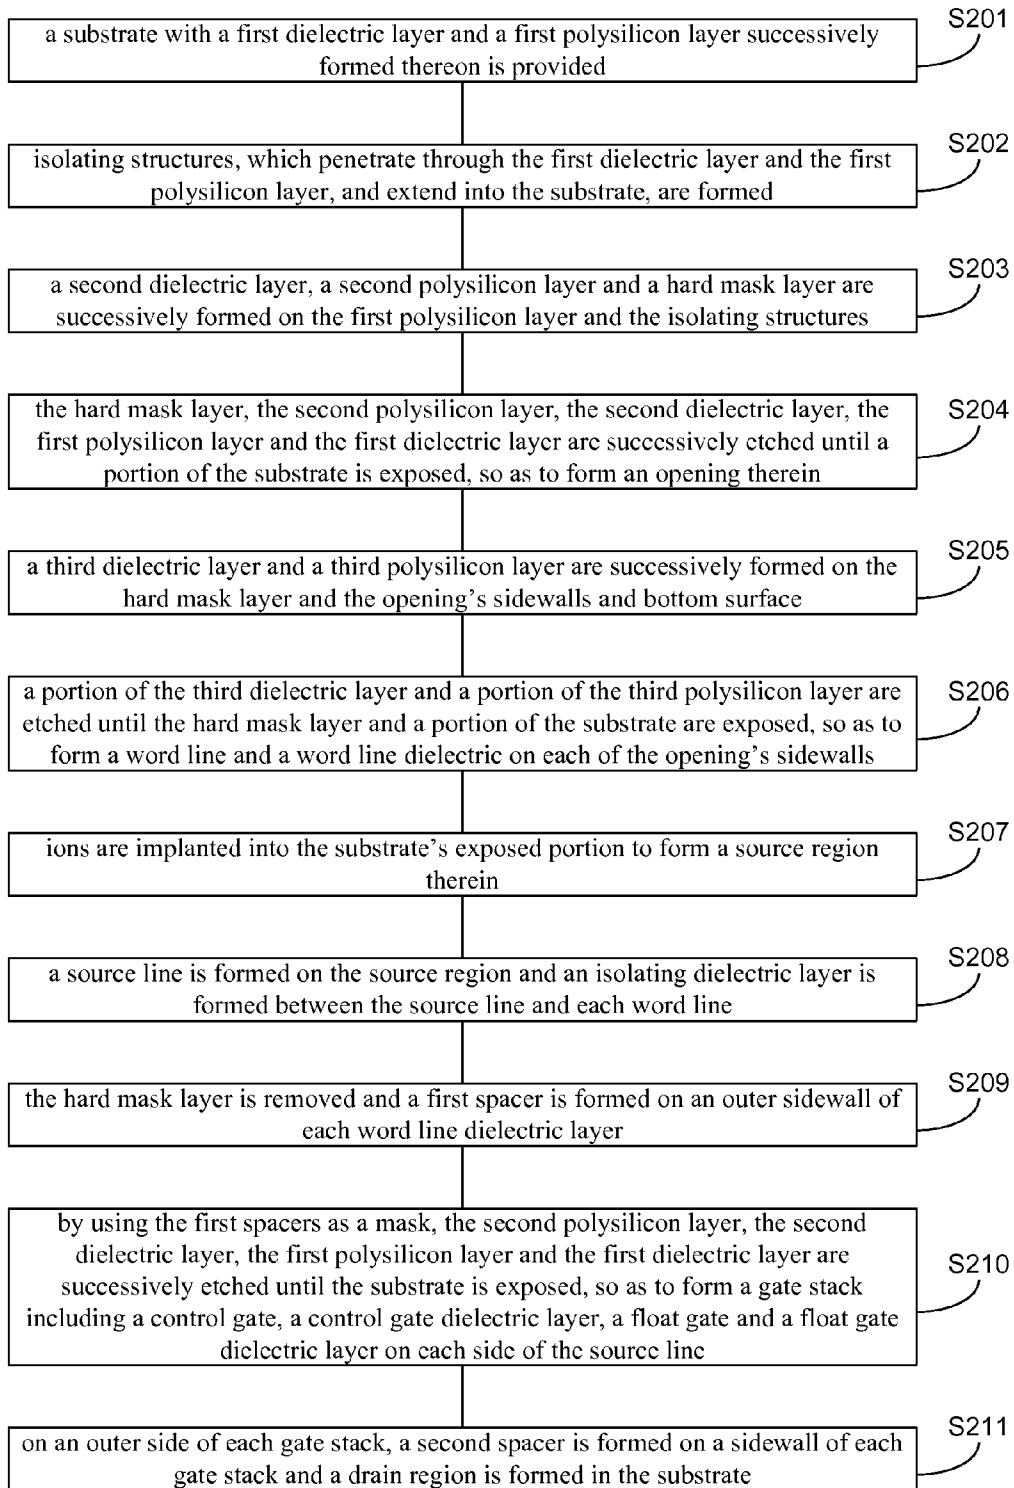 S201
a substrate with a first dielectric layer and a first polysilicon layer successively
formed thereon is provided
S202
isolating structures, which penetrate through the first dielectric layer and the first
polysilicon layer, and extend into the substrate, are formed
S203
a second dielectric layer, a second polysilicon layer and a hard mask layer are
successively formed on the first polysilicon layer and the isolating structures
S204
the hard mask layer, the second polysilicon layer, the second dielectric layer, the
first polysilicon layer and the first dielectric layer are successively etched until a
portion of the substrate is exposed, so as to form an opening therein
S205
a third dielectric layer and a third polysilicon layer are successively formed on the
hard mask layer and the opening’s sidewalls and bottom surface
S206
a portion of the third dielectric layer and a portion of the third polysilicon layer are
etched until the hard mask layer and a portion of the substrate are exposed, so as to
form a word line and a word line dielectric on each of the opening’s sidewalls
S207
ions are implanted into the substrate’s exposed portion to form a source region
therein
S208
a source line is formed on the source region and an isolating dielectric layer is
formed between the source line and each word line
S209
the hard mask layer is removed and a first spacer is formed on an outer sidewall of
each word line dielectric layer
S210
by using the first spacers as a mask, the second polysilicon layer, the second
dielectric layer, the first polysilicon layer and the first dielectric layer are
successively etched until the substrate is exposed, so as to form a gate stack
including a control gate, a control gate dielectric layer, a float gate and a float gate
dielectric layer on each side of the source line
S211
on an outer side of each gate stack, a second spacer is formed on a sidewall of each
gate stack and a drain region is formed in the substrate